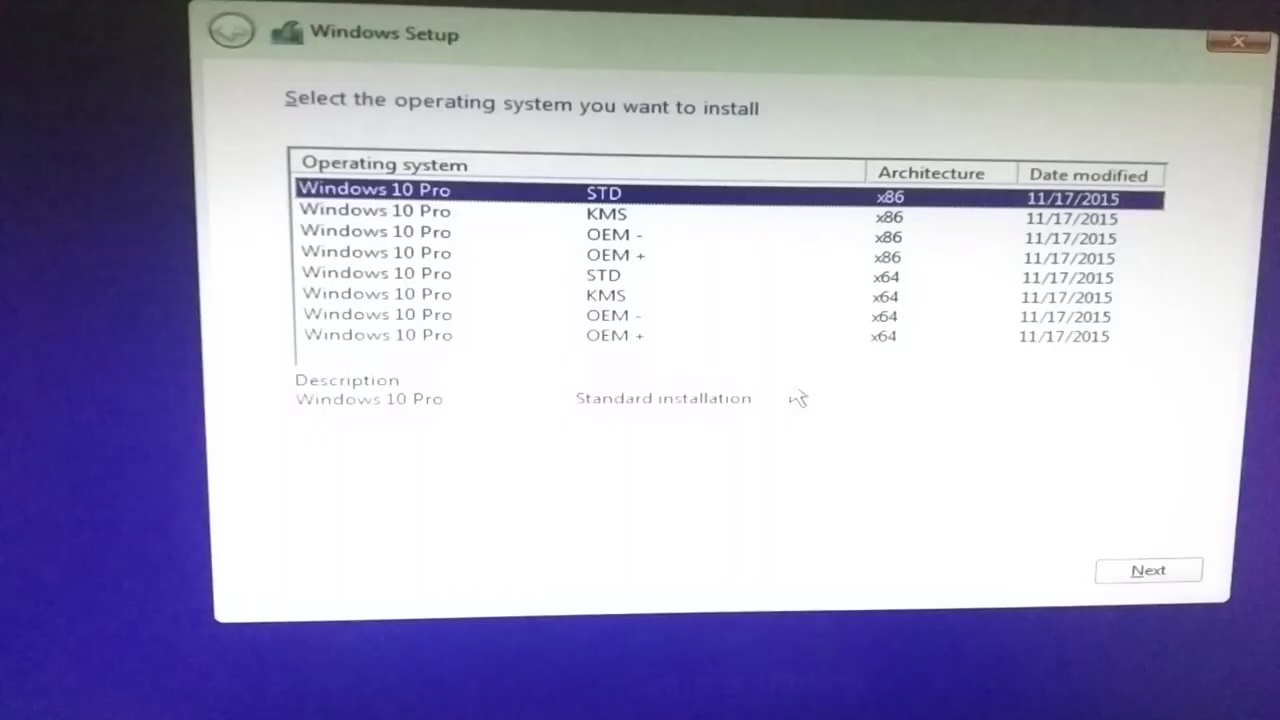 Windows Setup
Select the operating system you want to install
Operating system Architecture Date modified
Windows 10 Pro STD x86 11/17/2015
Windows 10 Pro KMS x86 11/17/2015
Windows 10 Pro OEM - x86 11/17/2015
Windows 10 Pro OEM + x86 11/17/2015
Windows 10 Pro STD x64 11/17/2015
Windows 10 Pro KMS x64 11/17/2015
Windows 10 Pro OEM - x64 11/17/2015
Windows 10 Pro OEM + x64 11/17/2015
Description
Windows 10 Pro Standard installation
Next